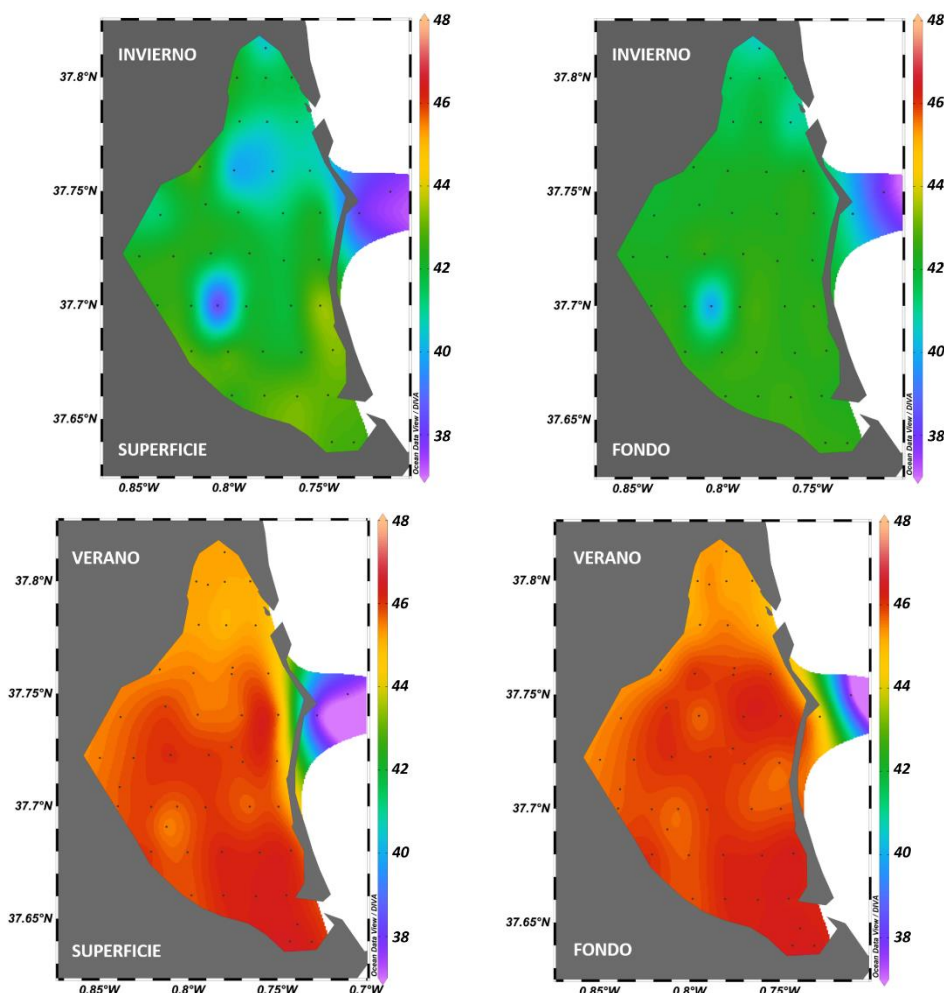 48
INVIERNO
37.8°N
46
37.75°N
44
42
37.7°N
40
37.65°N
38
SUPERFICIE
Ocean Data View / DIVA
0.85°W 0.8°W 0.75°W
48
INVIERNO
37.8°N
46
37.75°N
44
42
37.7°N
40
37.65°N
38
FONDO
Ocean Data View / DIVA
0.85°W 0.8°W 0.75°W
48
VERANO
37.8°N
46
37.75°N
44
42
37.7°N
40
37.65°N
38
SUPERFICIE
Ocean Data View / DIVA
0.85°W 0.8°W 0.75°W 0.7°W
48
VERANO
37.8°N
46
37.75°N
44
42
37.7°N
40
37.65°N
38
FONDO
Ocean Data View / DIVA
0.85°W 0.8°W 0.75°W